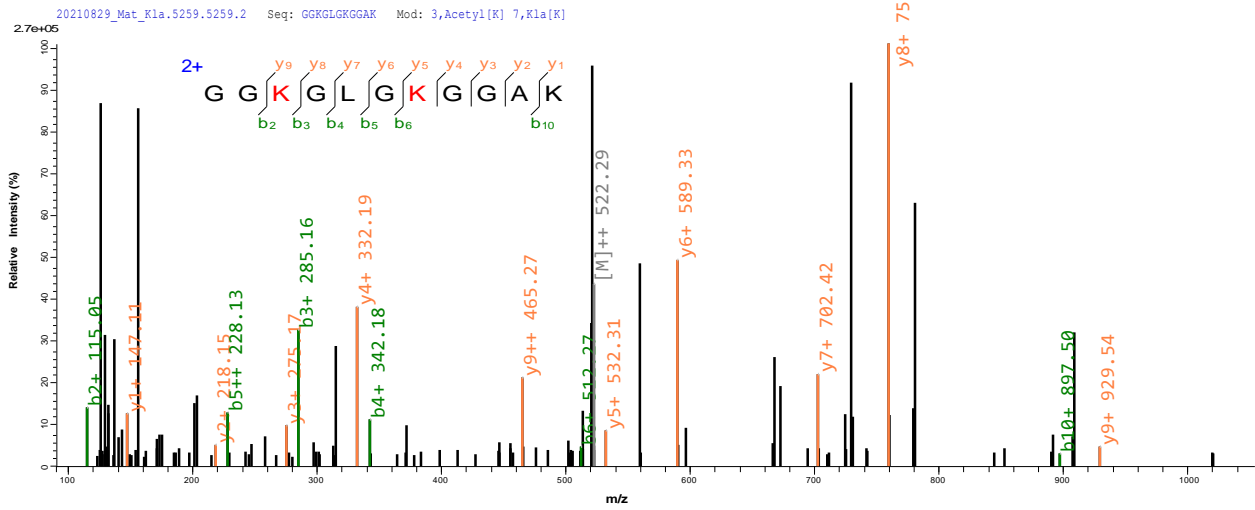 20210829_Mat_Kla.5259.5259.2 Seq: GGKGLGKGGAK Mod: 3,Acetyl[K] 7,Kla[K]
2.7e+05
2+
y9 y8 y7 y6 y5 y4 y3 y2 y1
G G K G L G K G G A K
b2 b3 b4 b5 b6 b10
Relative Intensity (%)
100
90
80
70
60
50
40
30
20
10
0
b2+ 115.05
y1+ 147.11
y2+ 218.15
b5++ 228.13
y3+ 275.17
b3+ 285.16
y4+ 332.19
b4+ 342.18
y9++ 465.27
b6+ 512.27
[M]++ 522.29
y5+ 532.31
y6+ 589.33
y7+ 702.42
y8+ 75
b10+ 897.50
y9+ 929.54
100 200 300 400 500 600 700 800 900 1000
m/z